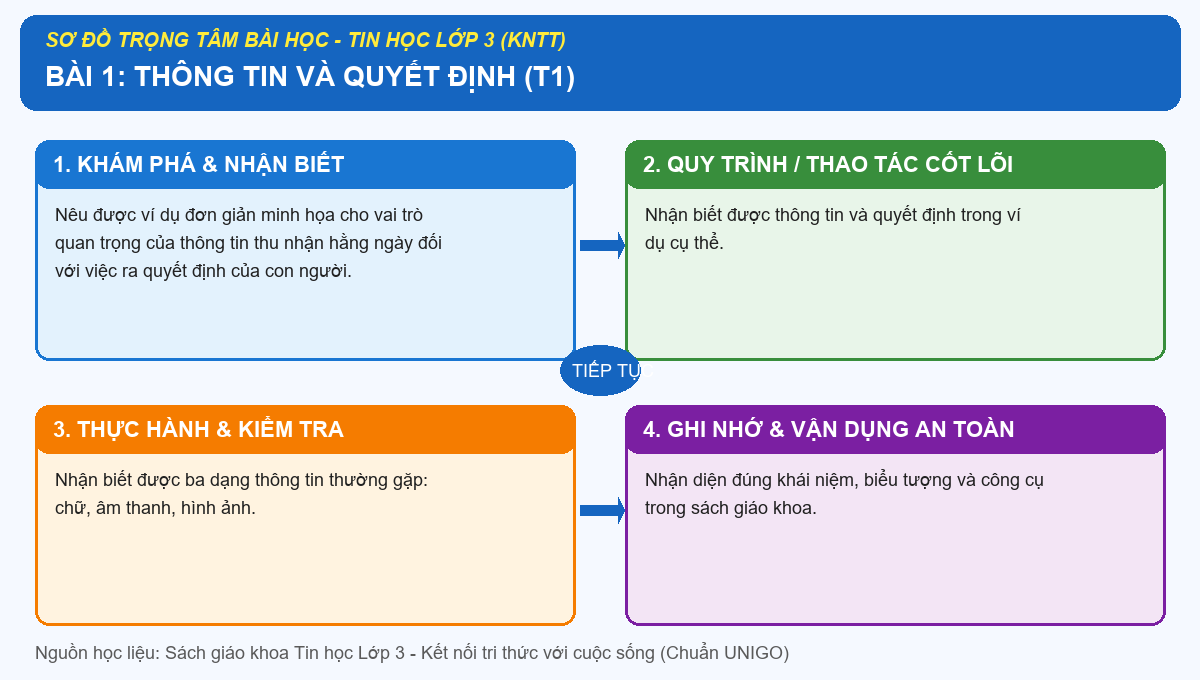 SƠ ĐỒ TRỌNG TÂM BÀI HỌC - TIN HỌC LỚP 3 (KNTT)
BÀI 1: THÔNG TIN VÀ QUYẾT ĐỊNH (T1)
1. KHÁM PHÁ & NHẬN BIẾT
Nêu được ví dụ đơn giản minh họa cho vai trò
quan trọng của thông tin thu nhận hằng ngày đối
với việc ra quyết định của con người.
2. QUY TRÌNH / THAO TÁC CỐT LÕI
Nhận biết được thông tin và quyết định trong ví
dụ cụ thể.
TIẾP TỤC
3. THỰC HÀNH & KIỂM TRA
Nhận biết được ba dạng thông tin thường gặp:
chữ, âm thanh, hình ảnh.
4. GHI NHỚ & VẬN DỤNG AN TOÀN
Nhận diện đúng khái niệm, biểu tượng và công cụ
trong sách giáo khoa.
Nguồn học liệu: Sách giáo khoa Tin học Lớp 3 - Kết nối tri thức với cuộc sống (Chuẩn UNIGO)